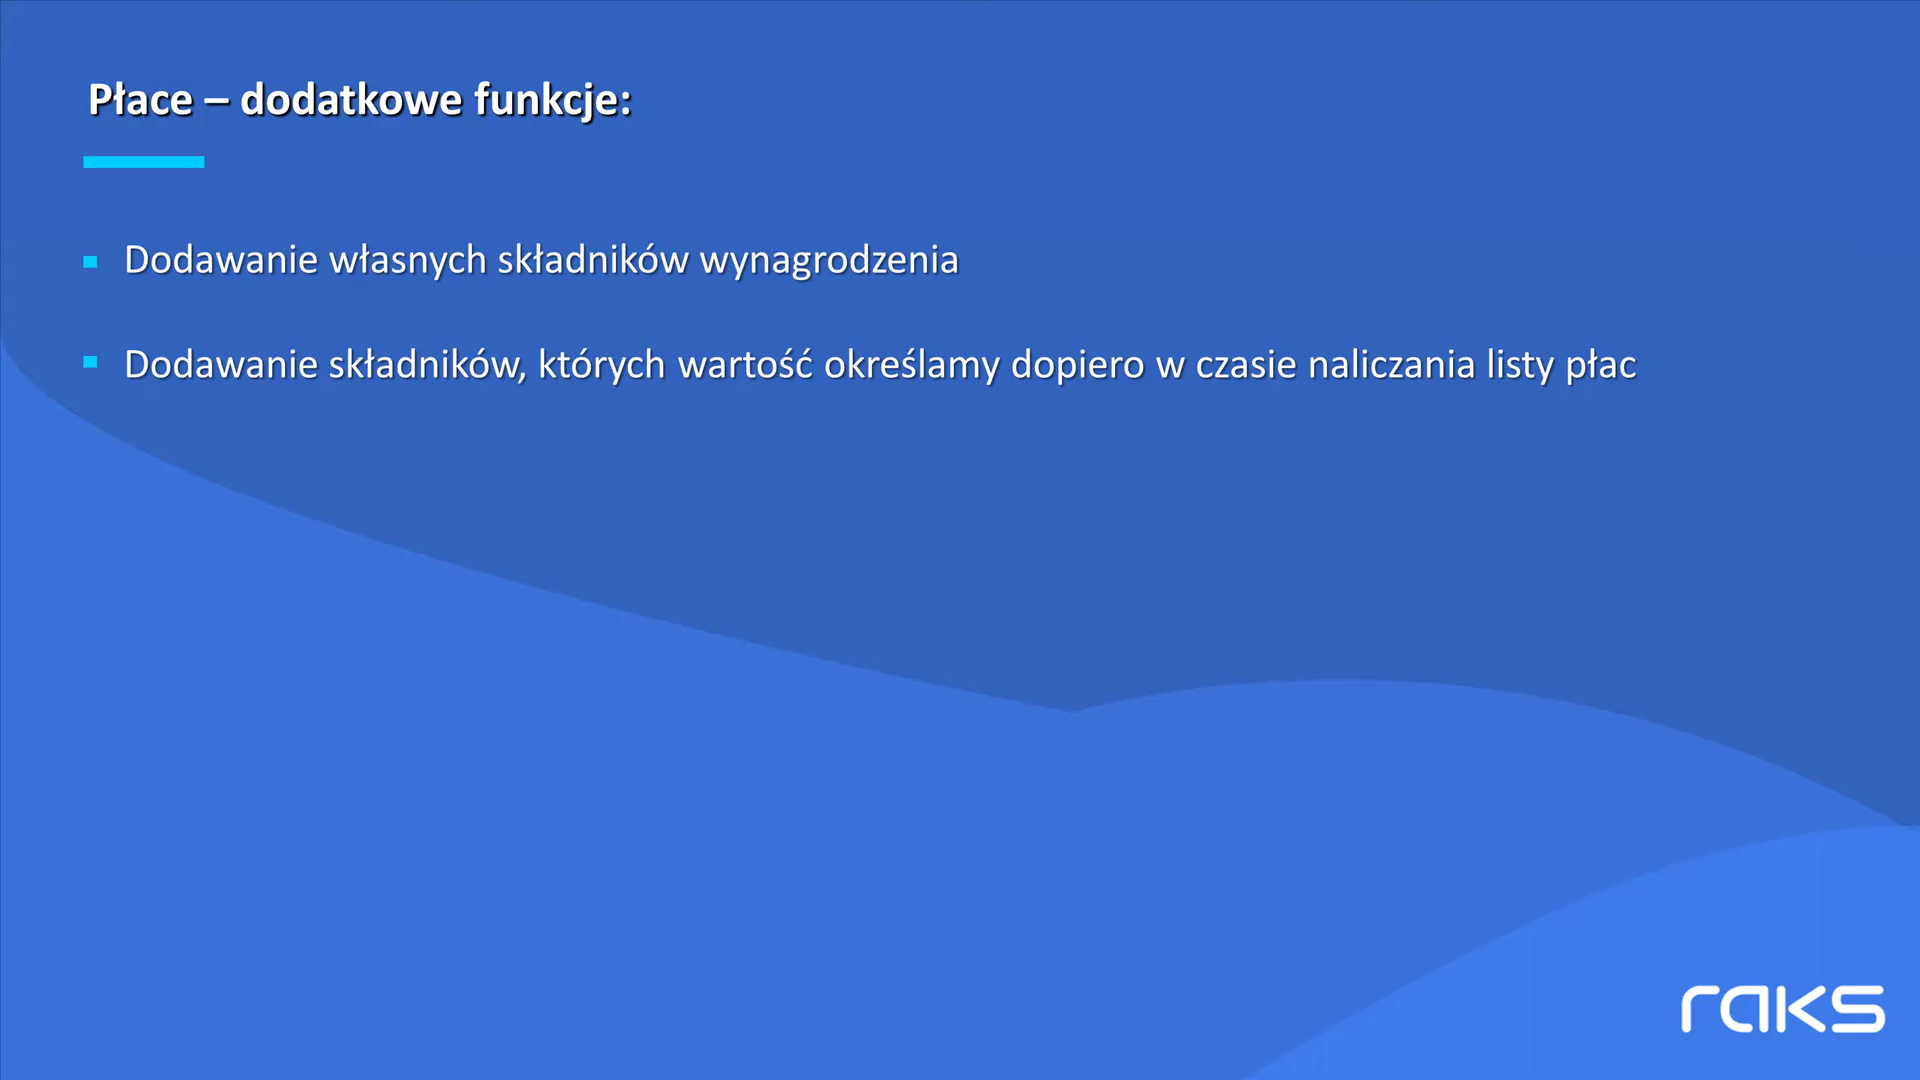 Płace – dodatkowe funkcje:
Dodawanie własnych składników wynagrodzenia
Dodawanie składników, których wartość określamy dopiero w czasie naliczania listy płac
raks